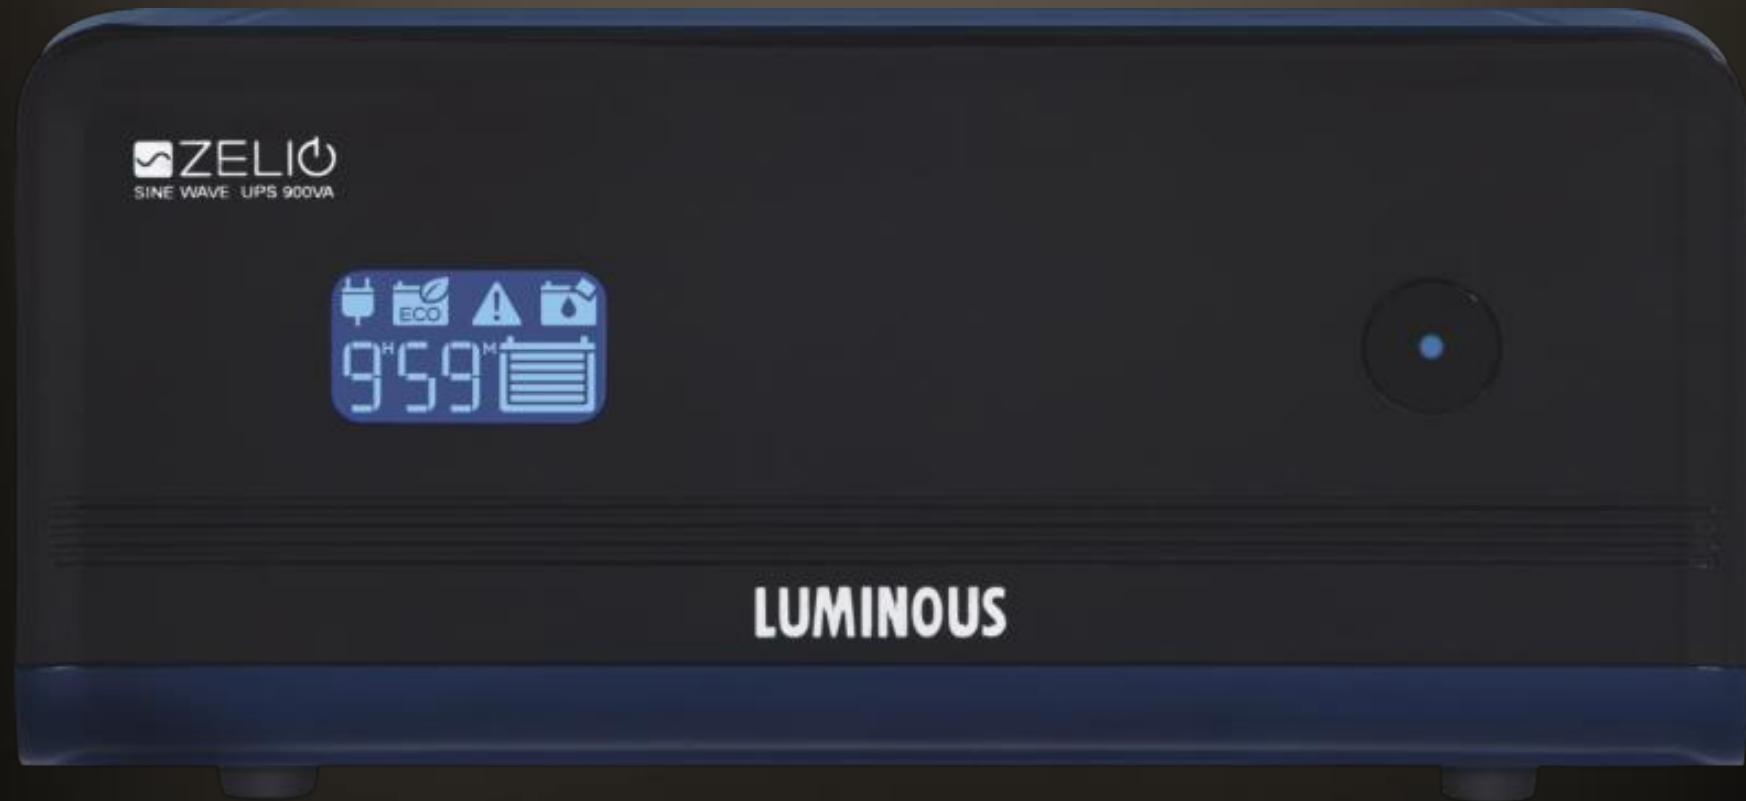 ZELIO
SINE WAVE UPS 900VA
ECO
9H59M
LUMINOUS